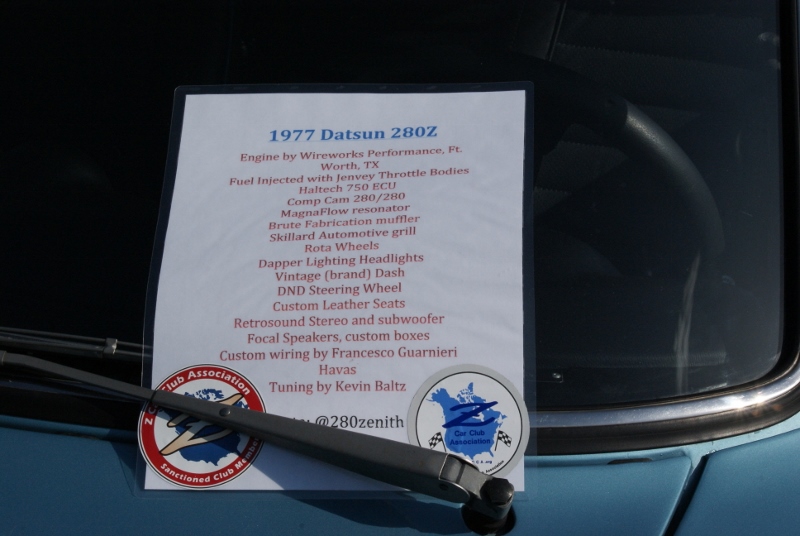 1977 Datsun 280Z
Engine by Wireworks Performance, Ft.
Worth, TX
Fuel Injected with Jenvey Throttle Bodies
Haltech 750 ECU
Comp Cam 280/280
MagnaFlow resonator
Brute Fabrication muffler
Skillard Automotive grill
Rota Wheels
Dapper Lighting Headlights
Vintage (brand) Dash
DND Steering Wheel
Custom Leather Seats
Retrosound Stereo and subwoofer
Focal Speakers, custom boxes
Custom wiring by Francesco Guarnieri
Havas
Tuning by Kevin Baltz
@280zenith
Z Club Association
Sanctioned Club
Z
Car Club
Association